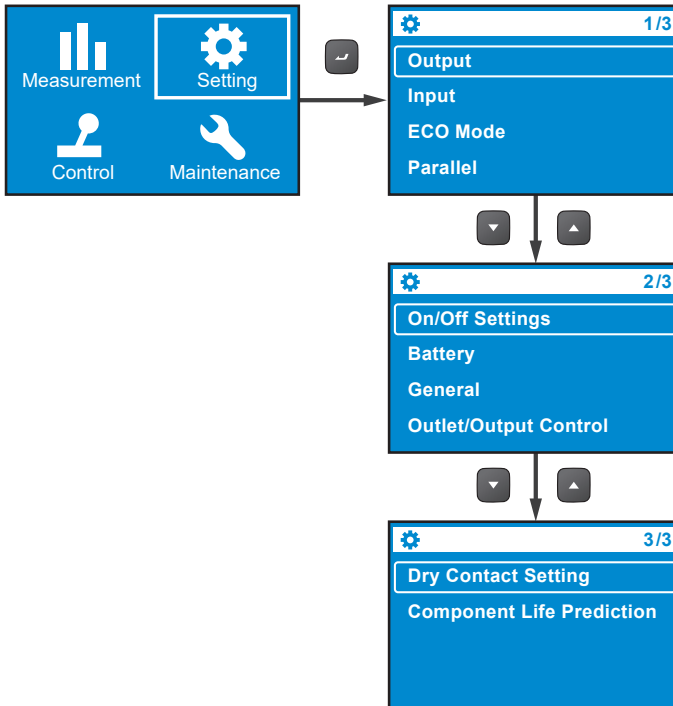 Measurement
Setting
Control
Maintenance
1/3
Output
Input
ECO Mode
Parallel
2/3
On/Off Settings
Battery
General
Outlet/Output Control
3/3
Dry Contact Setting
Component Life Prediction